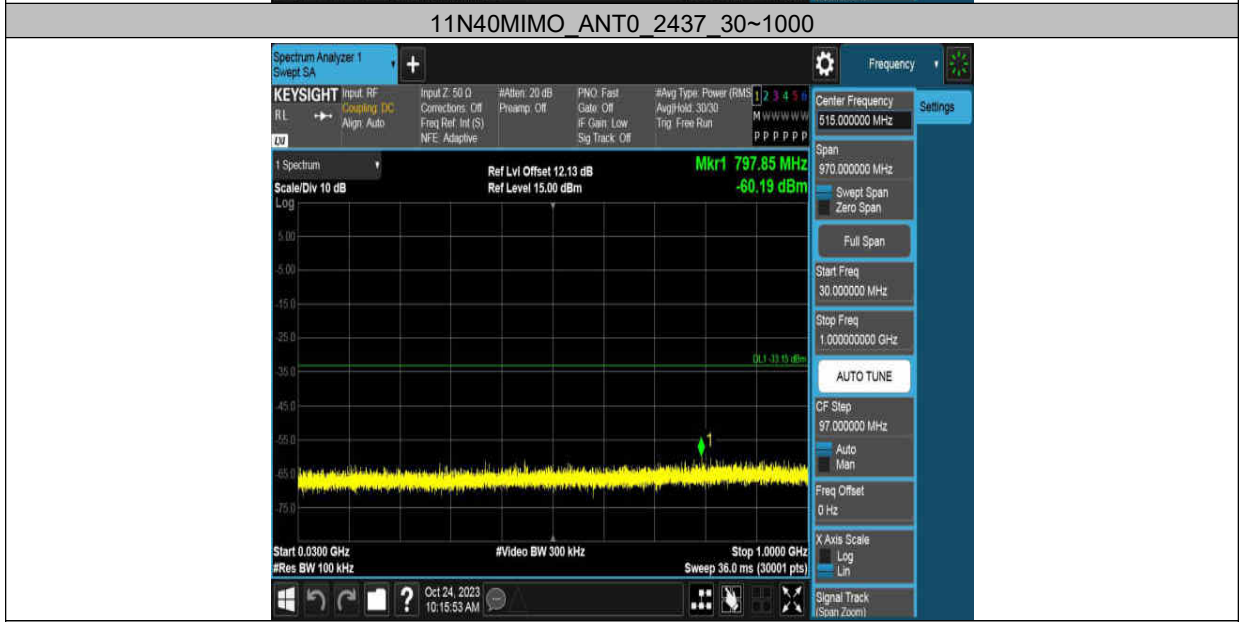 11N40MIMO_ANT0_2437_30~1000
Spectrum Analyzer 1
Swept SA
Frequency
Settings
KEYSIGHT
RL
Input: RF
Coupling: DC
Align: Auto
Input Z: 50 Ω
Corrections: Off
Freq Ref: Int (S)
NFE: Adaptive
#Atten: 20 dB
Preamp: Off
PNO: Fast
Gate: Off
IF Gain: Low
Sig Track: Off
#Avg Type: Power (RMS
Avg|Hold: 30/30
Trig: Free Run
1 2 3 4 5 6
M W W W W W
P P P P P P
1 Spectrum
Scale/Div 10 dB
Log
Ref Lvl Offset 12.13 dB
Ref Level 15.00 dBm
Mkr1 797.85 MHz
-60.19 dBm
5.00
-5.00
-15.0
-25.0
DL1 -33.15 dBm
-35.0
-45.0
-55.0
1
-65.0
-75.0
Start 0.0300 GHz
#Res BW 100 kHz
#Video BW 300 kHz
Stop 1.0000 GHz
Sweep 36.0 ms (30001 pts)
Oct 24, 2023
10:15:53 AM
Center Frequency
515.000000 MHz
Span
970.000000 MHz
Swept Span
Zero Span
Full Span
Start Freq
30.000000 MHz
Stop Freq
1.000000000 GHz
AUTO TUNE
CF Step
97.000000 MHz
Auto
Man
Freq Offset
0 Hz
X Axis Scale
Log
Lin
Signal Track
(Span Zoom)